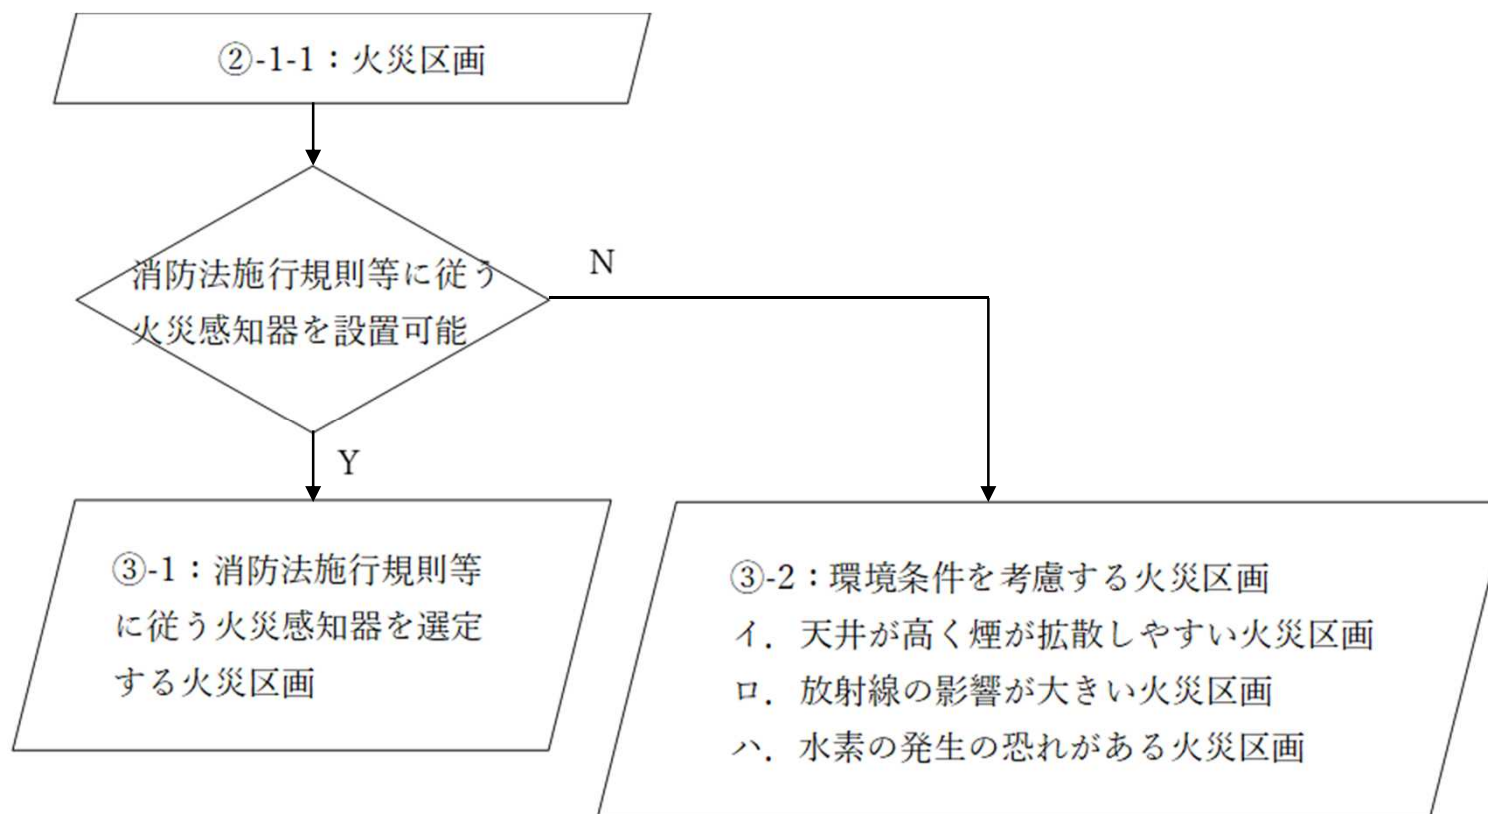 ②-1-1：火災区画
消防法施行規則等に従う
火災感知器を設置可能
N
Y
③-1：消防法施行規則等
に従う火災感知器を選定
する火災区画
③-2：環境条件を考慮する火災区画
イ．天井が高く煙が拡散しやすい火災区画
ロ．放射線の影響が大きい火災区画
ハ．水素の発生の恐れがある火災区画